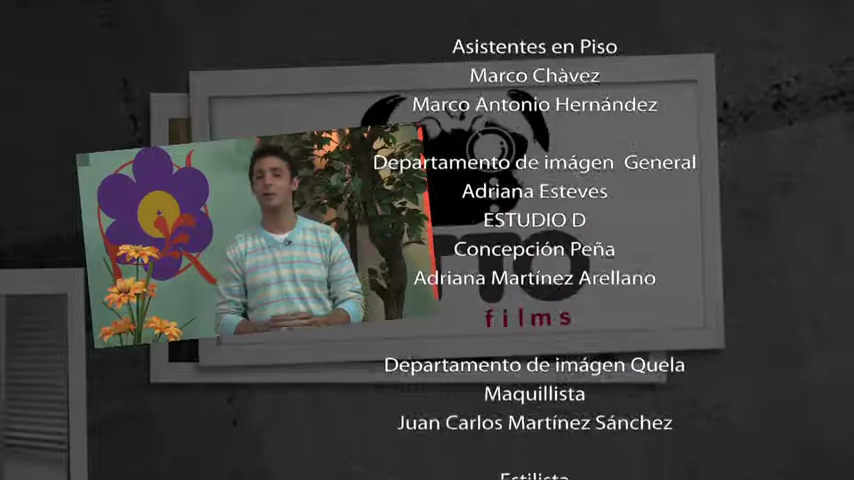 Asistentes en Piso
Marco Chàvez
Marco Antonio Hernández
Departamento de imágen General
Adriana Esteves
ESTUDIO D
Concepción Peña
Adriana Martínez Arellano
films
Departamento de imágen Quela
Maquillista
Juan Carlos Martínez Sánchez
Estilista